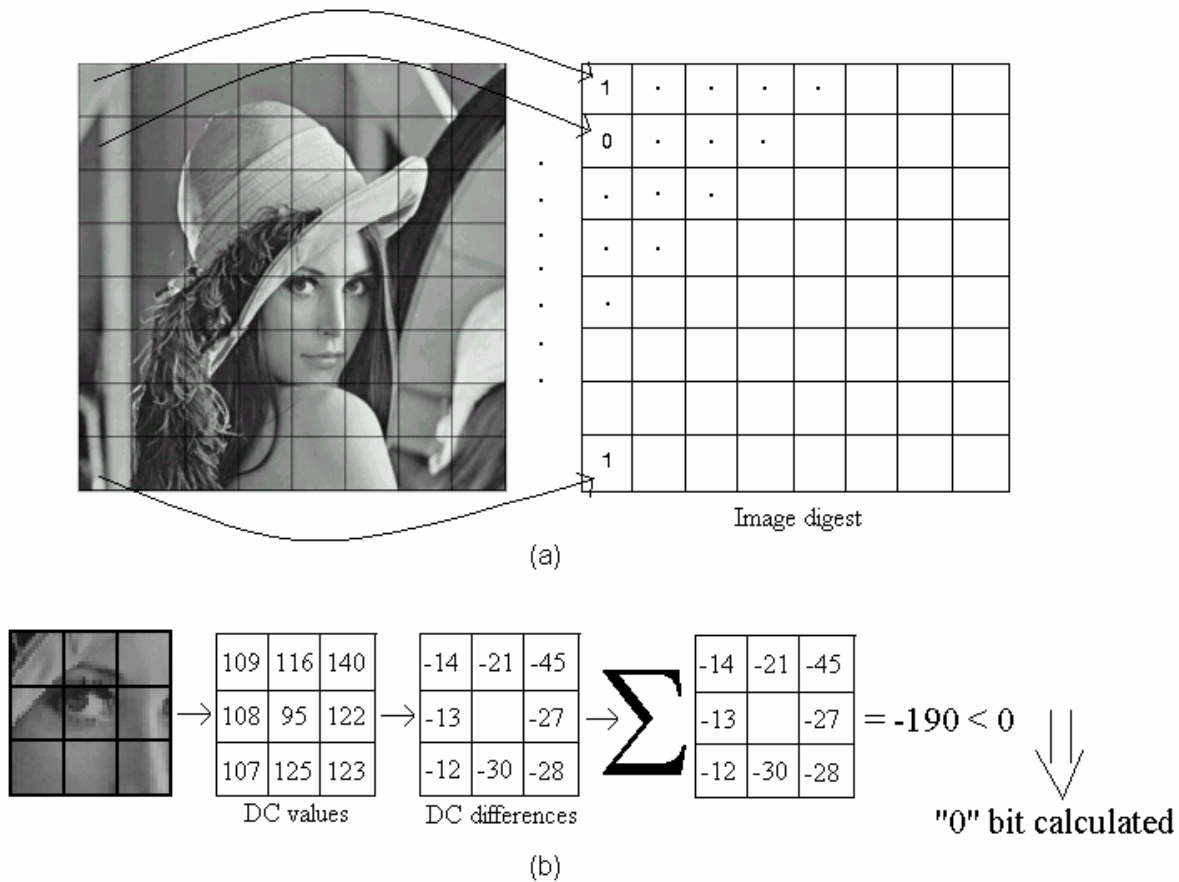 1 . . . .
0 . . .
. . .
. .
.
1
Image digest
(a)
109 116 140
108 95 122
107 125 123
DC values
-14 -21 -45
-13 -27
-12 -30 -28
DC differences
∑
-14 -21 -45
-13 -27
-12 -30 -28
= -190 < 0
"0" bit calculated
(b)